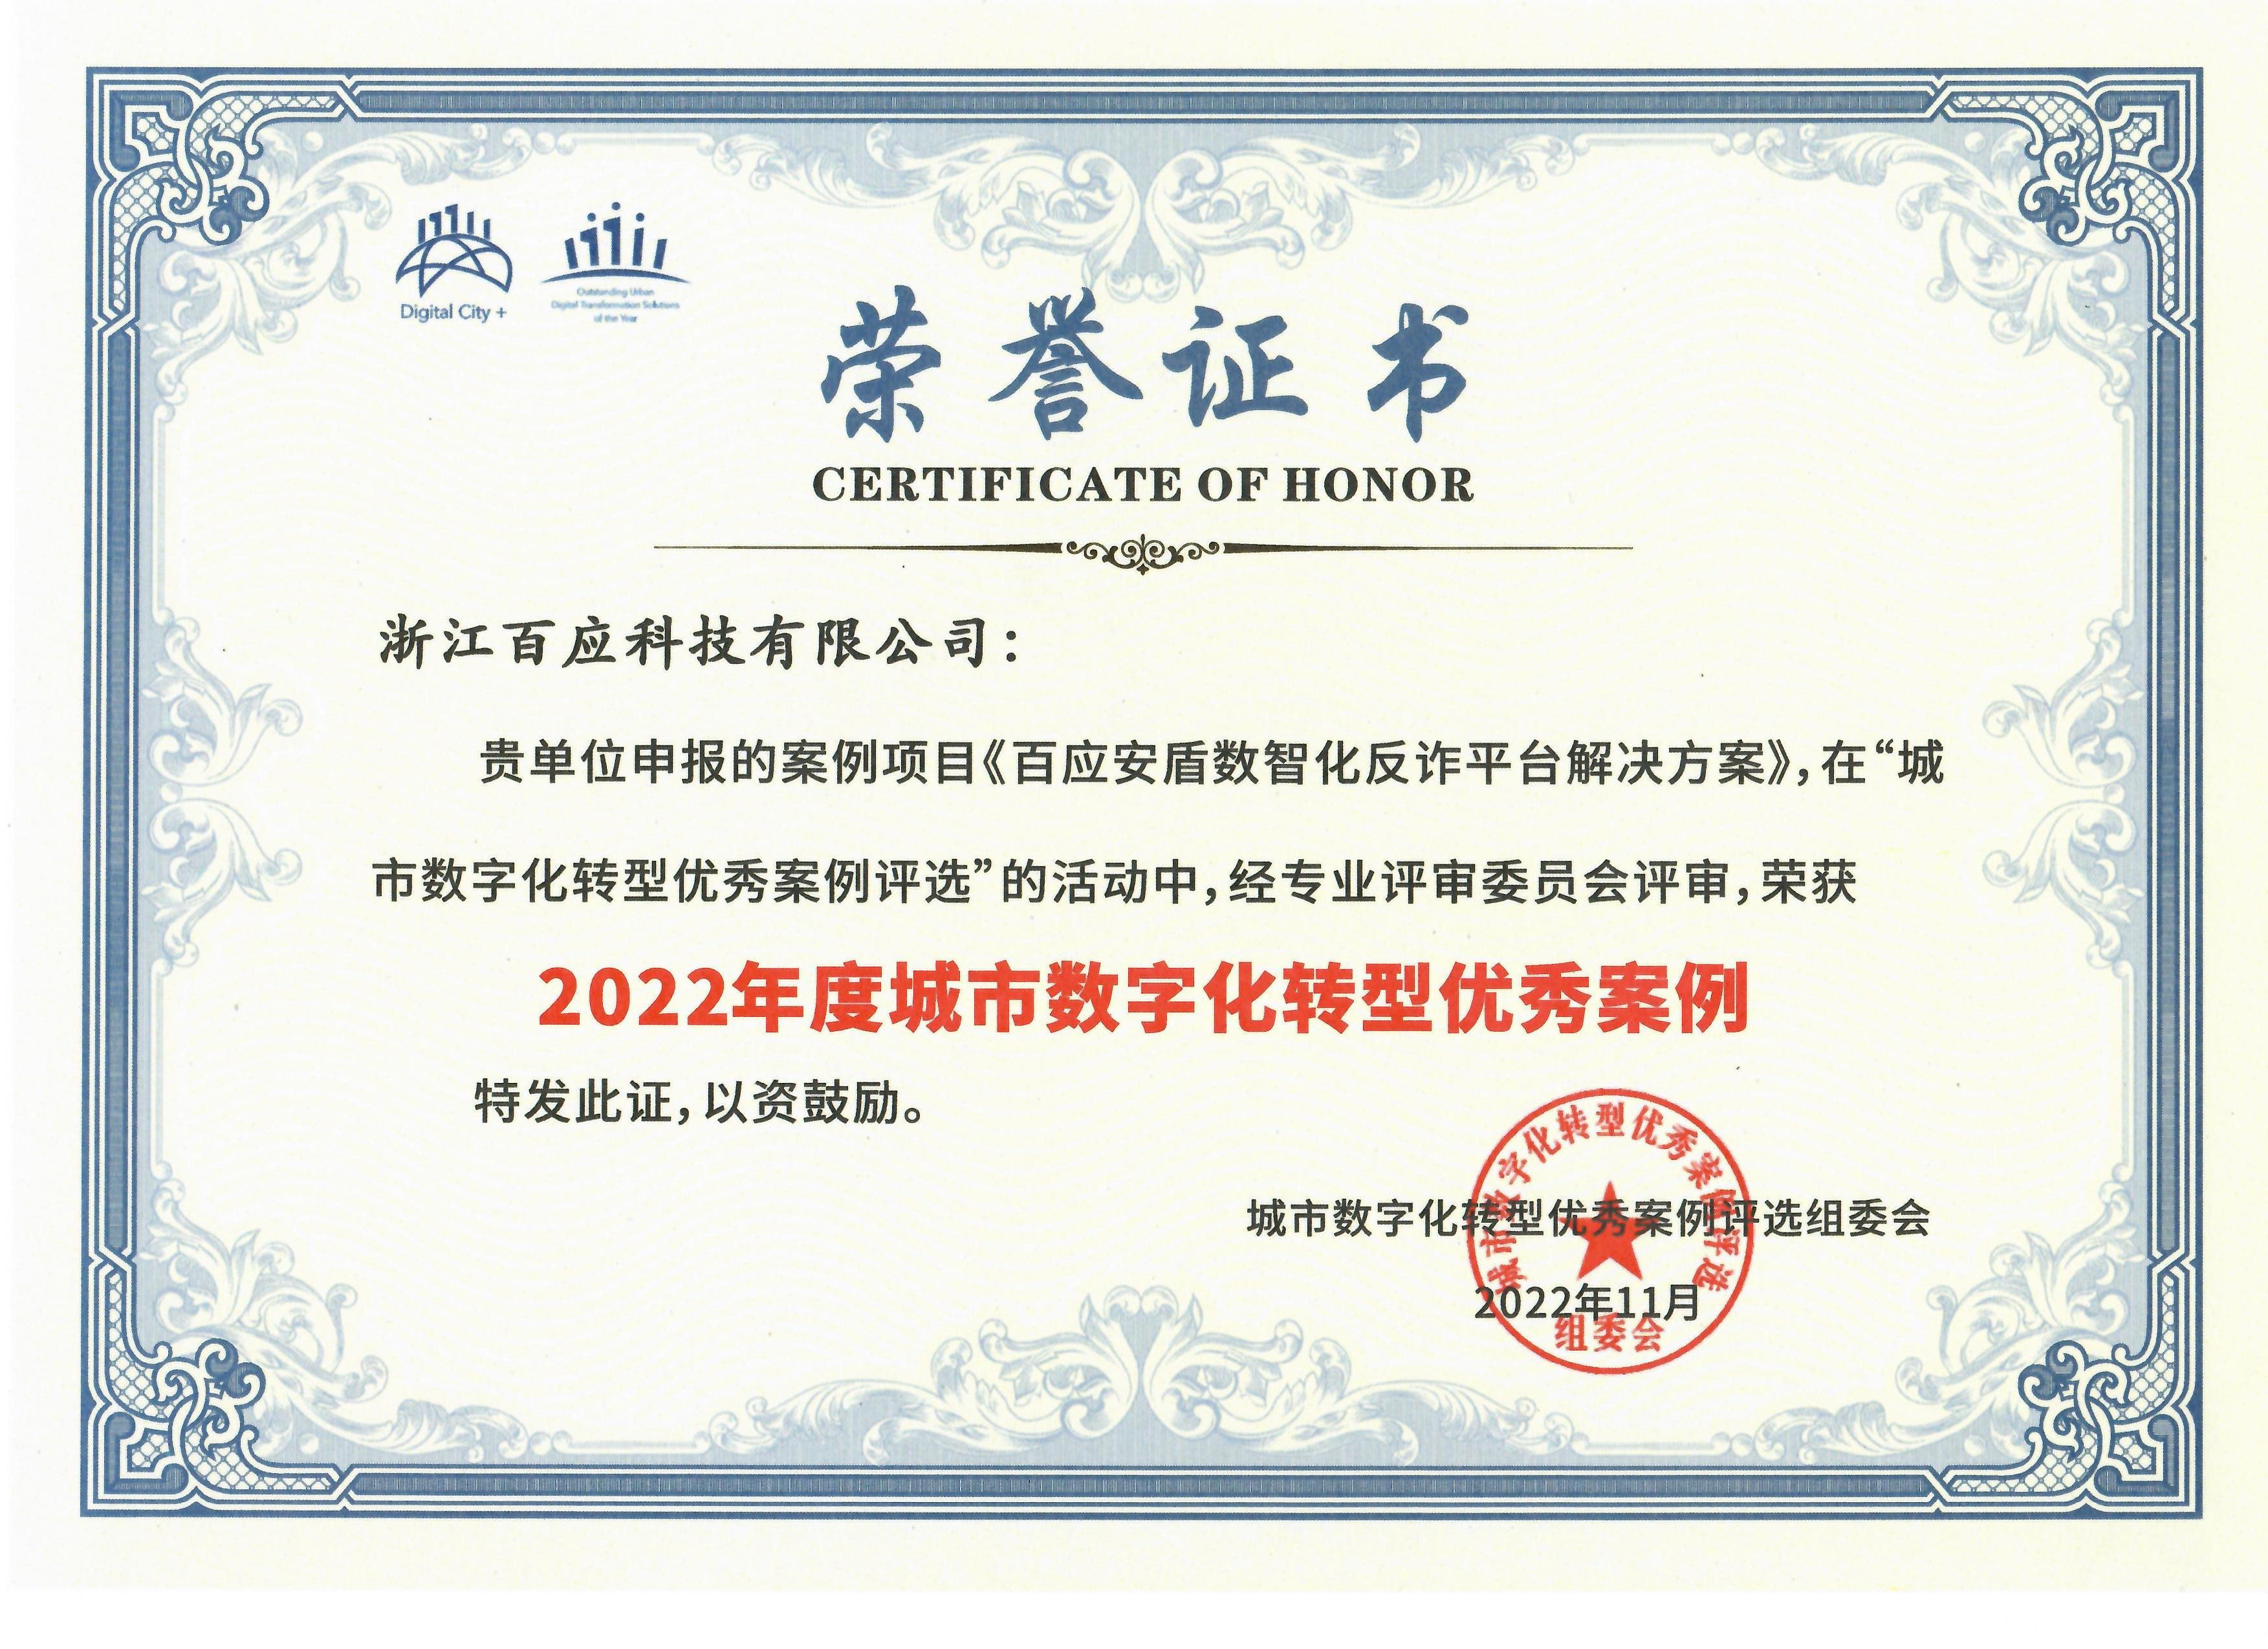 Digital City +
Outstanding Urban
Digital Transformation Solutions
of the Year
荣誉证书
CERTIFICATE OF HONOR
浙江百应科技有限公司：
贵单位申报的案例项目《百应安盾数智化反诈平台解决方案》，在“城
市数字化转型优秀案例评选”的活动中，经专业评审委员会评审，荣获
2022年度城市数字化转型优秀案例
特发此证，以资鼓励。
城市数字化转型优秀案例评选组委会
2022年11月
城市数字化转型优秀案例评选
组委会